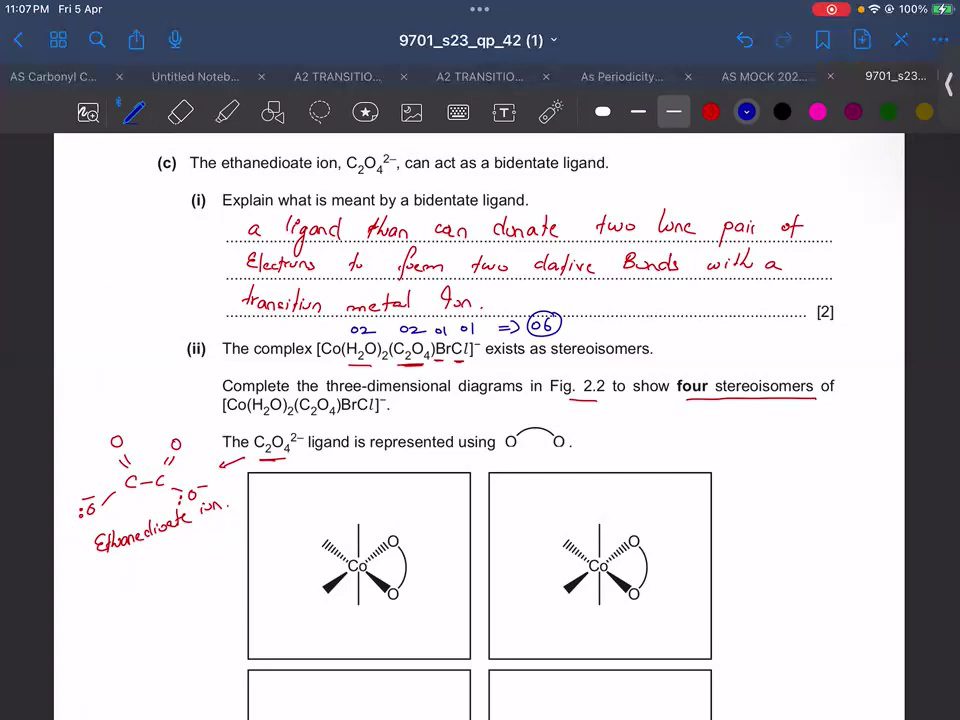 11:07 PM Fri 5 Apr
100%
9701_s23_qp_42 (1)
AS Carbonyl C...
Untitled Noteb...
A2 TRANSITIO...
A2 TRANSITIO...
As Periodicity...
AS MOCK 202...
9701_s23...
(c) The ethanedioate ion, C₂O₄²⁻, can act as a bidentate ligand.
(i) Explain what is meant by a bidentate ligand.
a ligand than can donate two lone pair of
Electrons to form two dative Bonds with a
transition metal Ion.
[2]
02 02 01 01 => 06
(ii) The complex [Co(H₂O)₂(C₂O₄)BrCl]⁻ exists as stereoisomers.
Complete the three-dimensional diagrams in Fig. 2.2 to show four stereoisomers of
[Co(H₂O)₂(C₂O₄)BrCl]⁻.
The C₂O₄²⁻ ligand is represented using O O.
O O
C-C
:O⁻ O⁻
Ethanedioate ion.
O
Co
O
O
Co
O